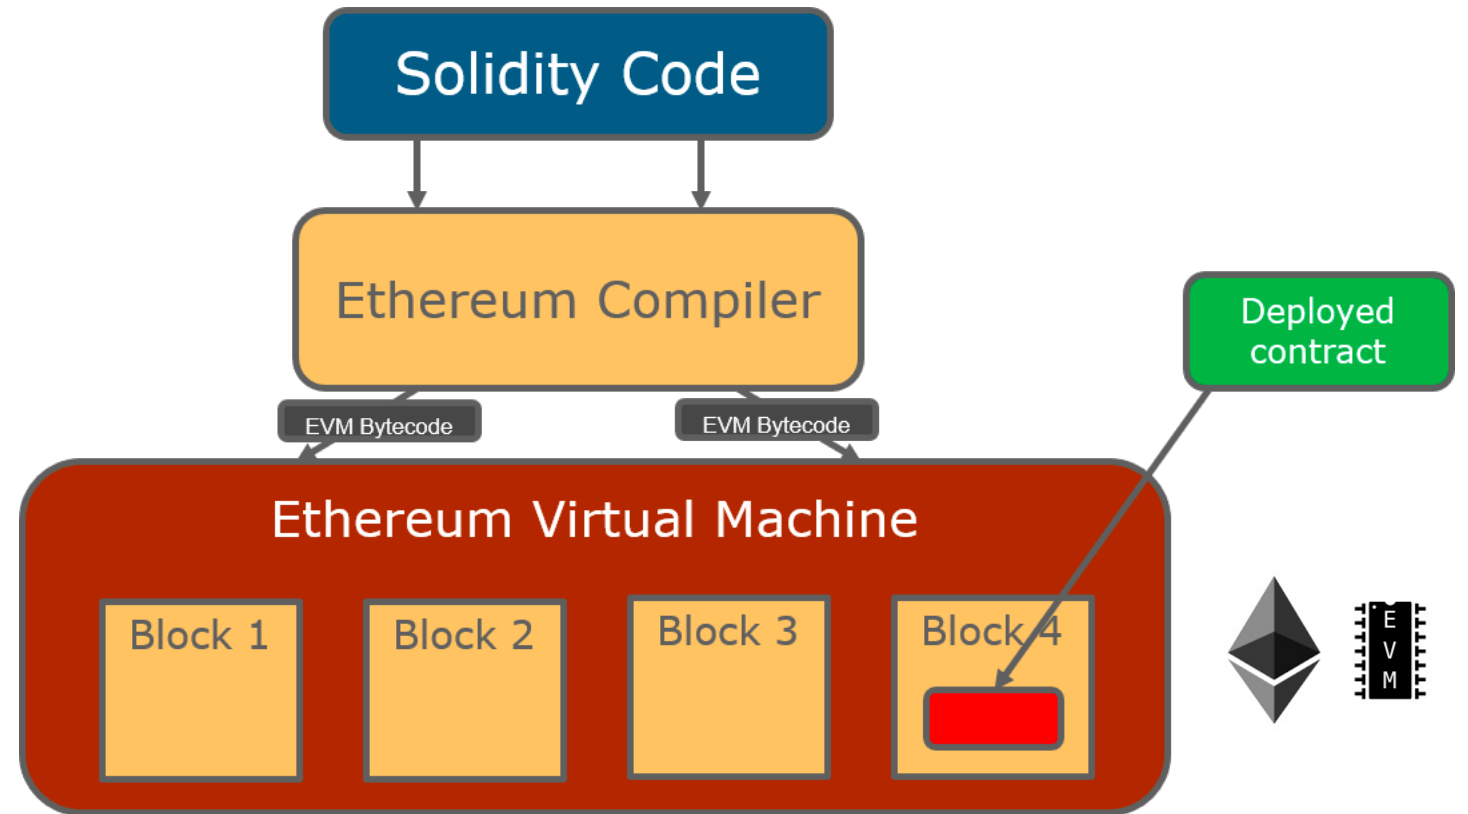 Solidity Code
Ethereum Compiler
Deployed
contract
EVM Bytecode
EVM Bytecode
Ethereum Virtual Machine
Block 1
Block 2
Block 3
Block 4
E
V
M